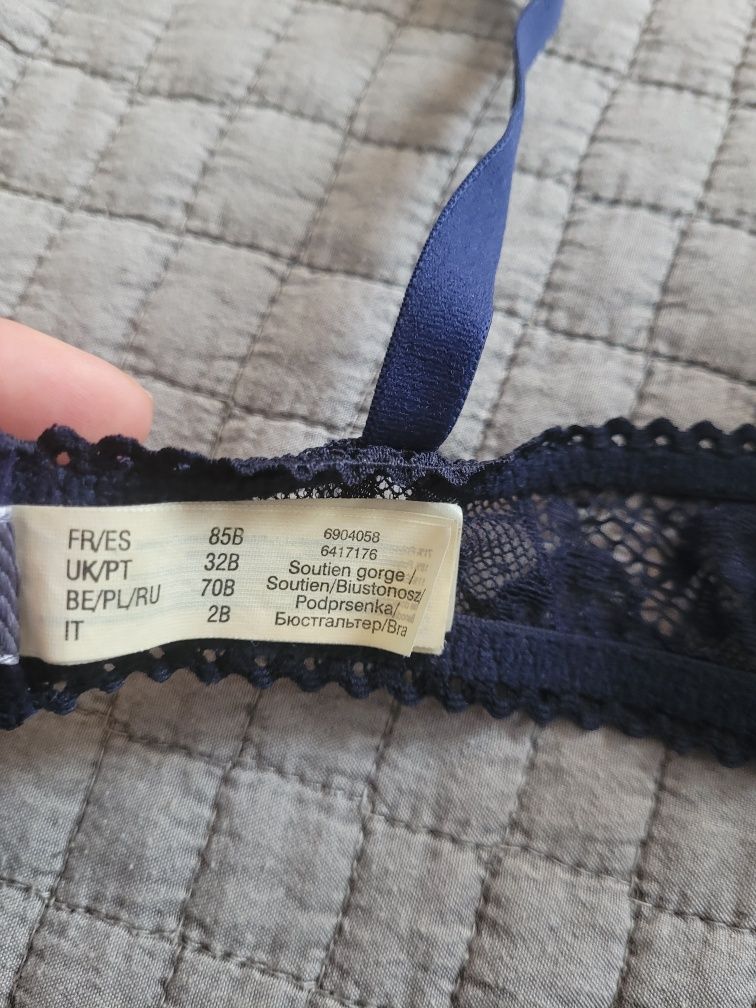 FR/ES 85B
UK/PT 32B
BE/PL/RU 70B
IT 2B
6904058
6417176
Soutien gorge /
Soutien/Biustonosz/
Podprsenka/
Бюстгальтер/Bra